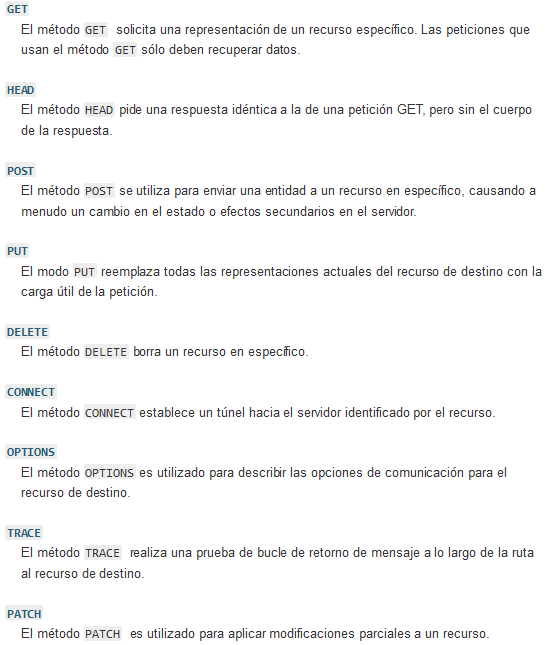 GET
El método GET solicita una representación de un recurso específico. Las peticiones que
usan el método GET sólo deben recuperar datos.
HEAD
El método HEAD pide una respuesta idéntica a la de una petición GET, pero sin el cuerpo
de la respuesta.
POST
El método POST se utiliza para enviar una entidad a un recurso en específico, causando a
menudo un cambio en el estado o efectos secundarios en el servidor.
PUT
El modo PUT reemplaza todas las representaciones actuales del recurso de destino con la
carga útil de la petición.
DELETE
El método DELETE borra un recurso en específico.
CONNECT
El método CONNECT establece un túnel hacia el servidor identificado por el recurso.
OPTIONS
El método OPTIONS es utilizado para describir las opciones de comunicación para el
recurso de destino.
TRACE
El método TRACE realiza una prueba de bucle de retorno de mensaje a lo largo de la ruta
al recurso de destino.
PATCH
El método PATCH es utilizado para aplicar modificaciones parciales a un recurso.